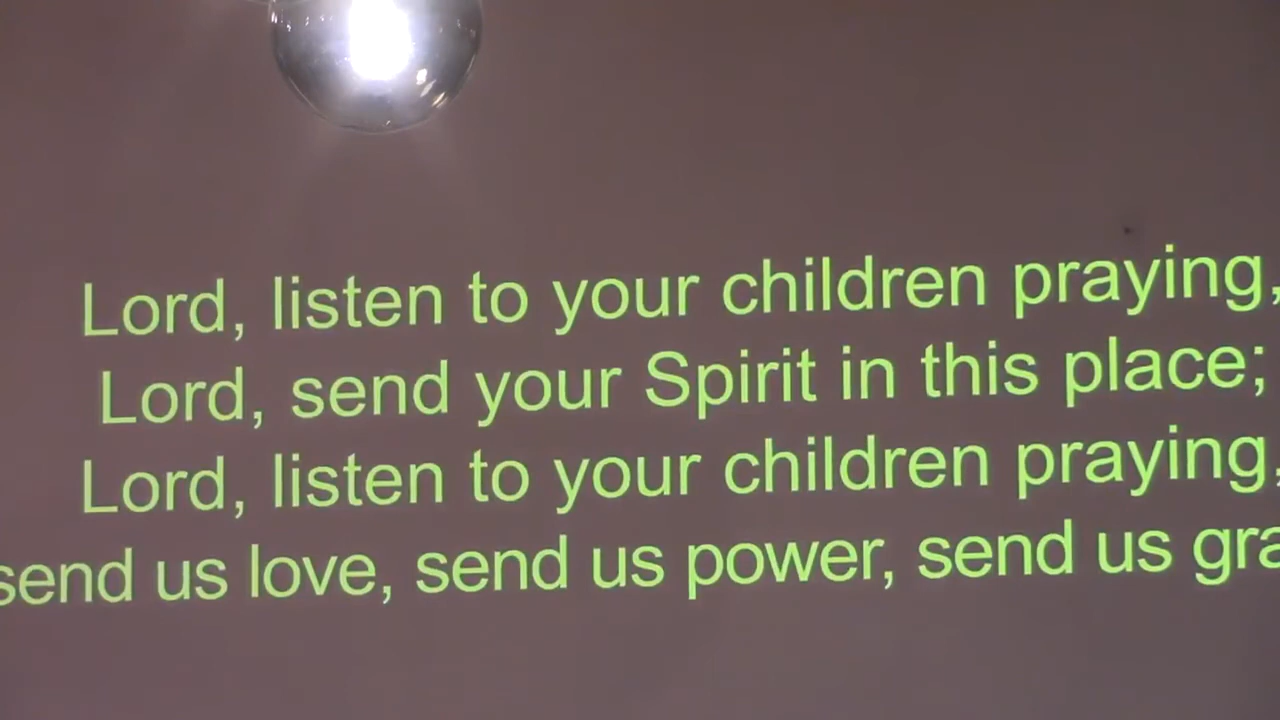 Lord, listen to your children praying,
Lord, send your Spirit in this place;
Lord, listen to your children praying,
send us love, send us power, send us